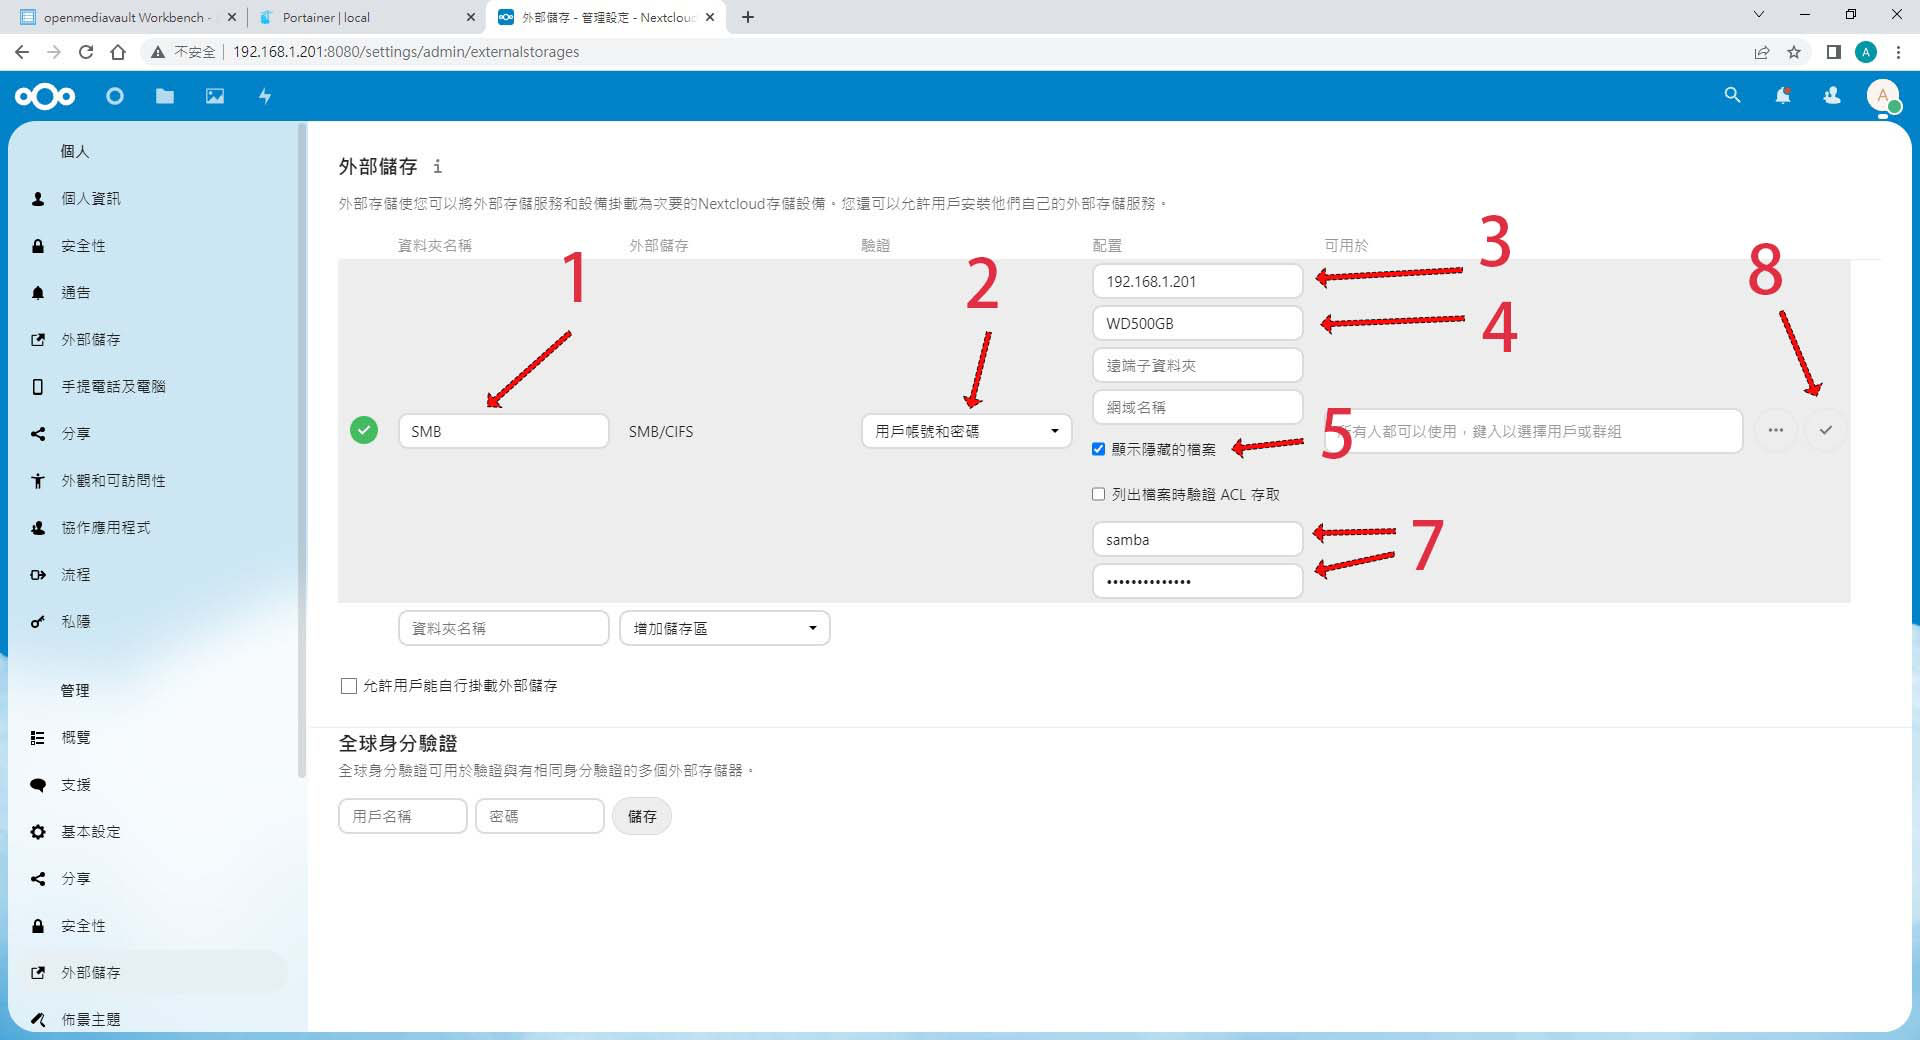 openmediavault Workbench -
Portainer | local
外部儲存 - 管理設定 - Nextcloud
不安全
192.168.1.201:8080/settings/admin/externalstorages
A
A
個人
個人資訊
安全性
通告
外部儲存
手提電話及電腦
分享
外觀和可訪問性
協作應用程式
流程
私隱
管理
概覽
支援
基本設定
分享
安全性
外部儲存
佈景主題
外部儲存 i
外部存儲使您可以將外部存儲服務和設備掛載為次要的Nextcloud存儲設備。您還可以允許用戶安裝他們自己的外部存儲服務。
資料夾名稱 外部儲存 驗證 配置 可用於
1
2
3
4
5
7
8
SMB
SMB/CIFS
用戶帳號和密碼
192.168.1.201
WD500GB
遠端子資料夾
網域名稱
顯示隱藏的檔案
列出檔案時驗證 ACL 存取
samba
••••••••••••••
所有人都可以使用，鍵入以選擇用戶或群組
資料夾名稱
增加儲存區
允許用戶能自行掛載外部儲存
全球身分驗證
全球身分驗證可用於驗證與有相同身分驗證的多個外部存儲器。
用戶名稱
密碼
儲存